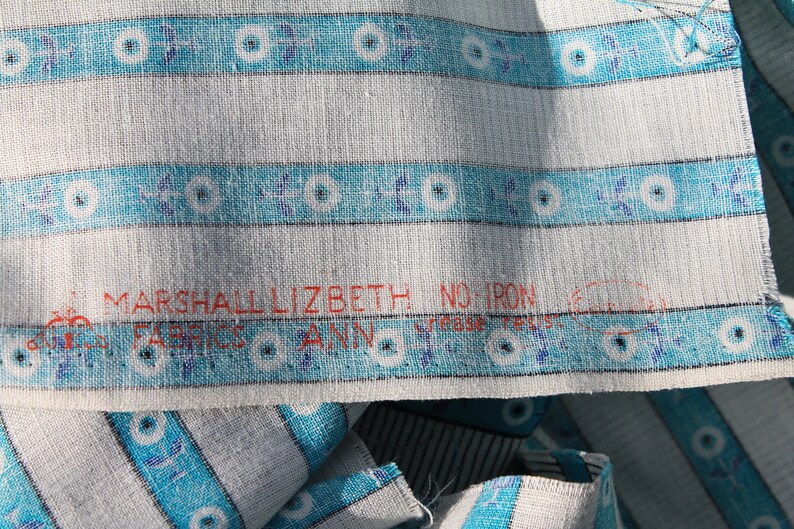 MARSHALL LIZBETH NO-IRON
FABRICS ANN crease resist